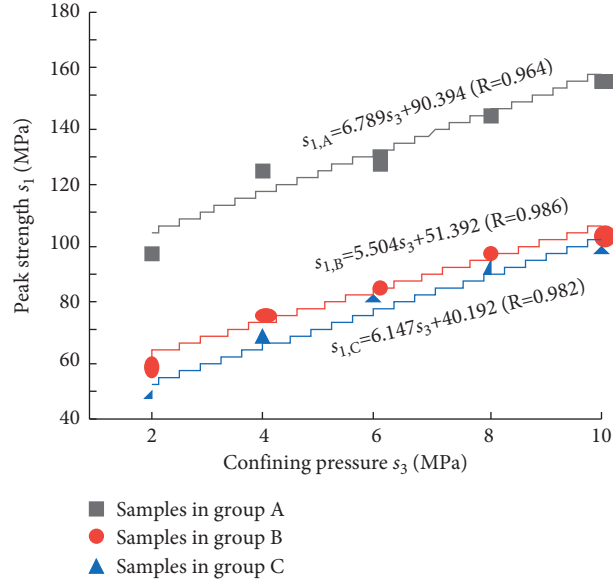 180
160
140
120
100
80
60
40
Peak strength s1 (MPa)
s1,A=6.789s3+90.394 (R=0.964)
s1,B=5.504s3+51.392 (R=0.986)
s1,C=6.147s3+40.192 (R=0.982)
2 4 6 8 10
Confining pressure s3 (MPa)
Samples in group A
Samples in group B
Samples in group C